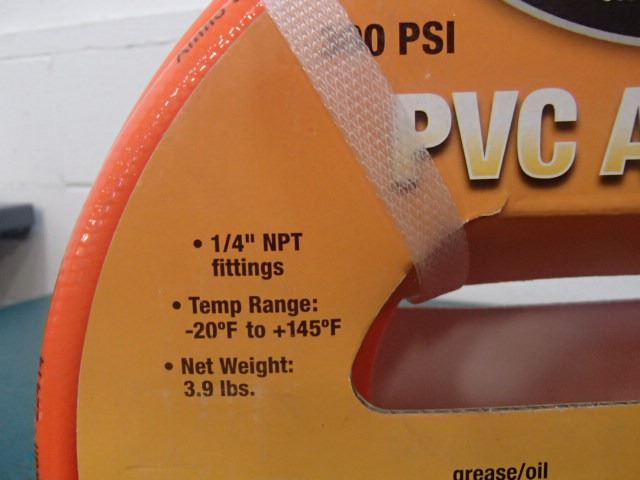 PSI
PVC
• 1/4" NPT
fittings
• Temp Range:
-20ºF to +145ºF
• Net Weight:
3.9 lbs.
grease/oil